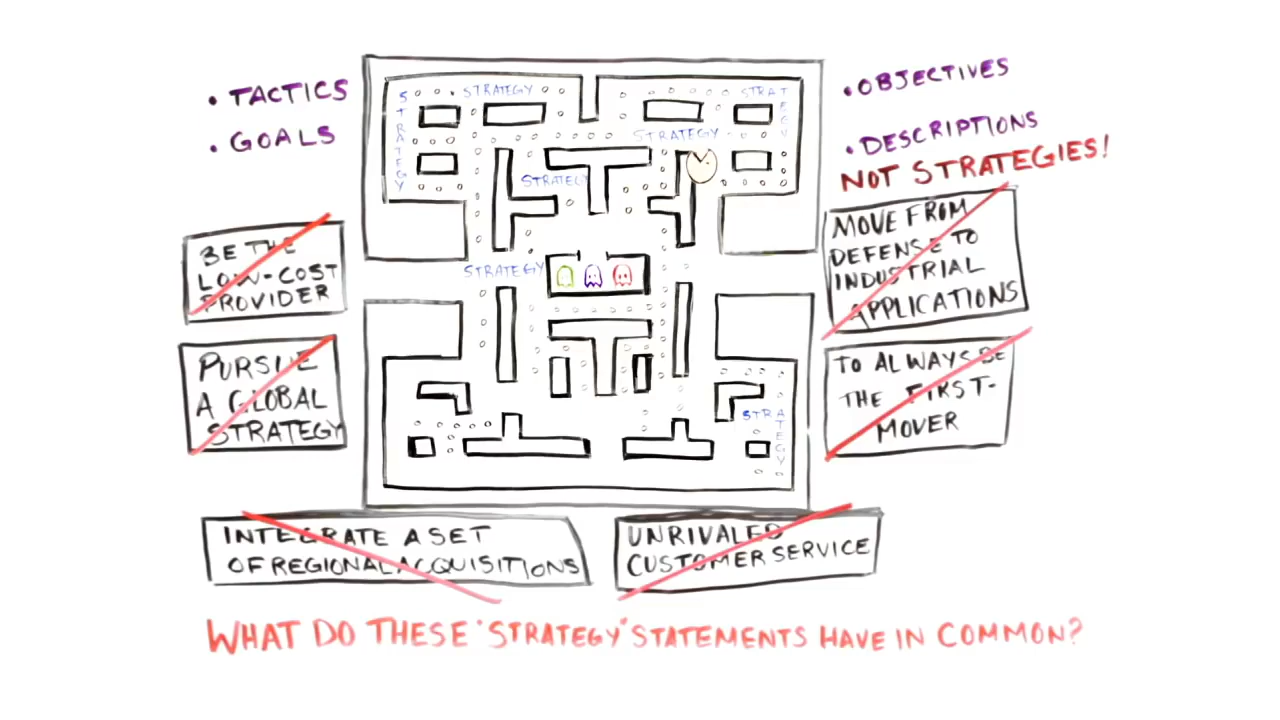 • TACTICS
• GOALS
• OBJECTIVES
• DESCRIPTIONS
NOT STRATEGIES!
STRATEGY
STRATEGY
STRATEGY
STRATEGY
STRATEGY
STRATEGY
STRATEGY
BE THE
LOW-COST
PROVIDER
PURSUE
A GLOBAL
STRATEGY
MOVE FROM
DEFENSE TO
INDUSTRIAL
APPLICATIONS
TO ALWAYS BE
THE FIRST-
MOVER
INTEGRATE A SET
OF REGIONAL ACQUISITIONS
UNRIVALED
CUSTOMER SERVICE
WHAT DO THESE "STRATEGY" STATEMENTS HAVE IN COMMON?